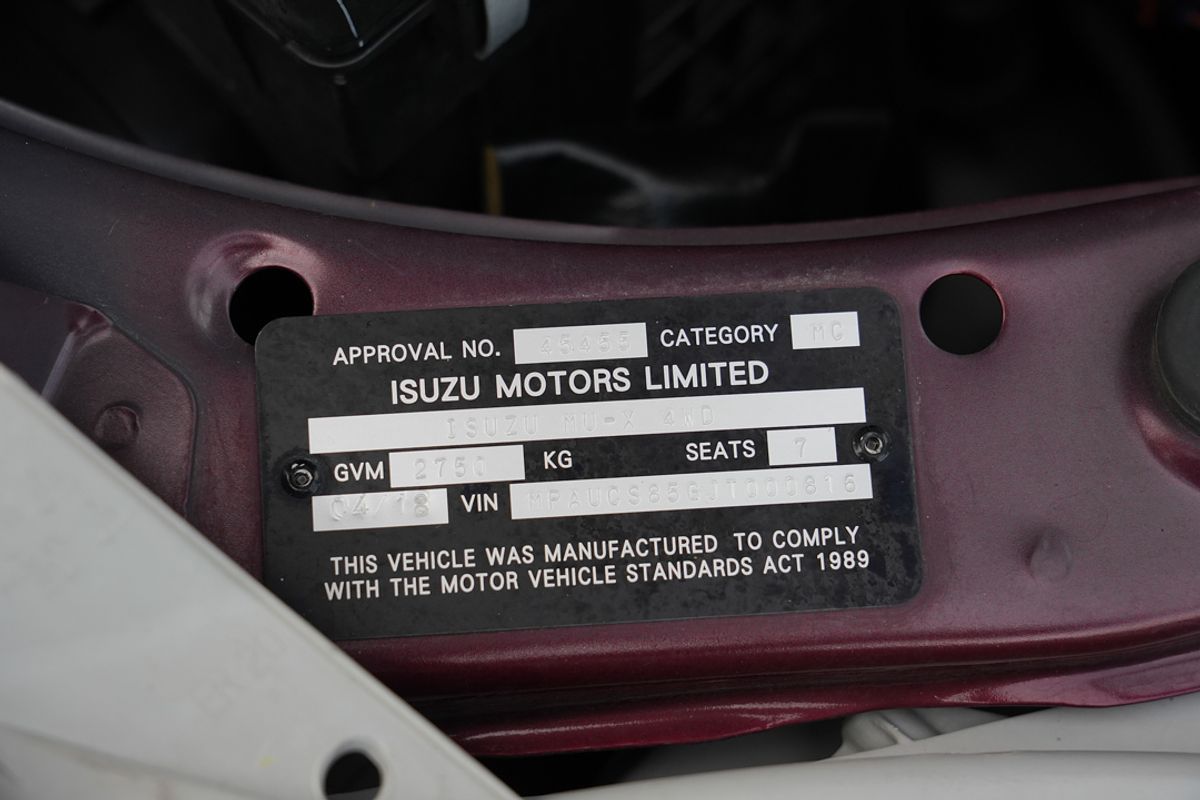 APPROVAL NO. 45455 CATEGORY MC
ISUZU MOTORS LIMITED
ISUZU MU-X 4WD
GVM 2750 KG SEATS 7
04/18 VIN MPAUCS85GJT000816
THIS VEHICLE WAS MANUFACTURED TO COMPLY
WITH THE MOTOR VEHICLE STANDARDS ACT 1989